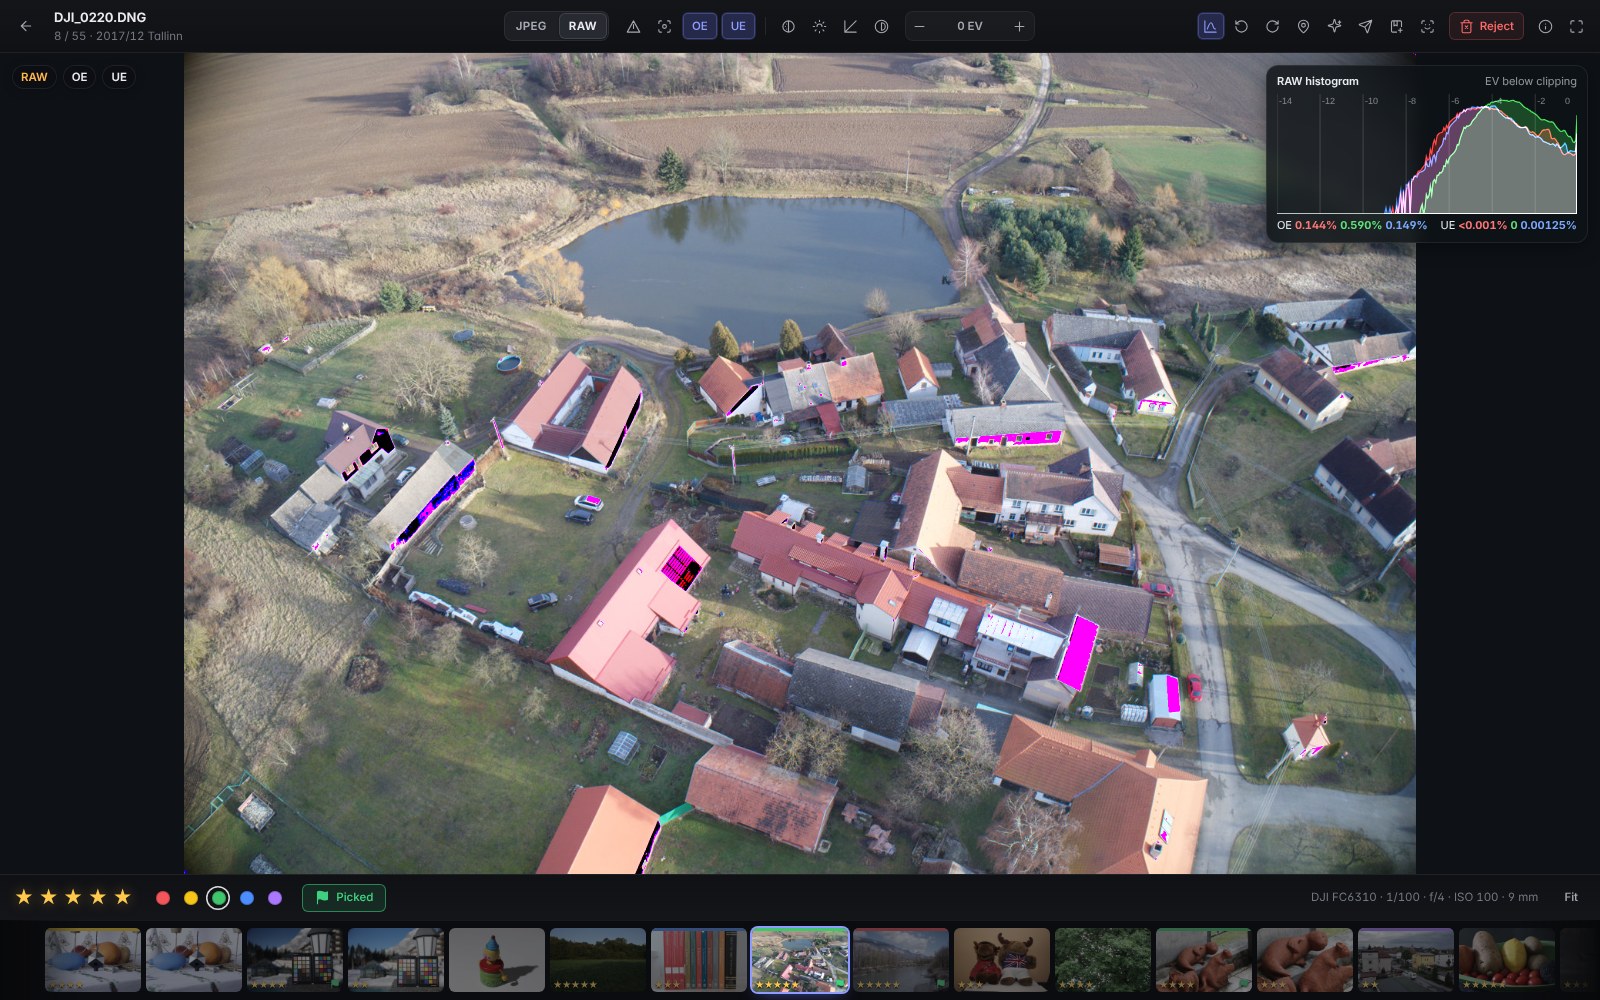 DJI_0220.DNG
8 / 55 · 2017/12 Tallinn
JPEG RAW OE UE 0 EV Reject
RAW OE UE
RAW histogram EV below clipping
-14 -12 -10 -8 -6 -2 0
OE 0.144% 0.590% 0.149% UE <0.001% 0 0.00125%
Picked
DJI FC6310 · 1/100 · f/4 · ISO 100 · 9 mm Fit